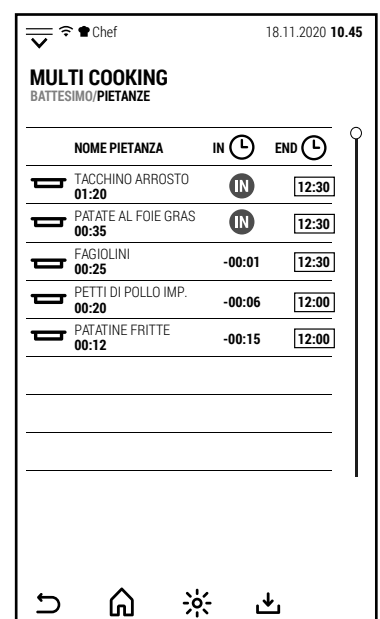 Chef 18.11.2020 10.45
MULTI COOKING
BATTESIMO/PIETANZE
NOME PIETANZA IN END
TACCHINO ARROSTO
01:20 IN 12:30
PATATE AL FOIE GRAS
00:35 IN 12:30
FAGIOLINI
00:25 -00:01 12:30
PETTI DI POLLO IMP.
00:20 -00:06 12:00
PATATINE FRITTE
00:12 -00:15 12:00